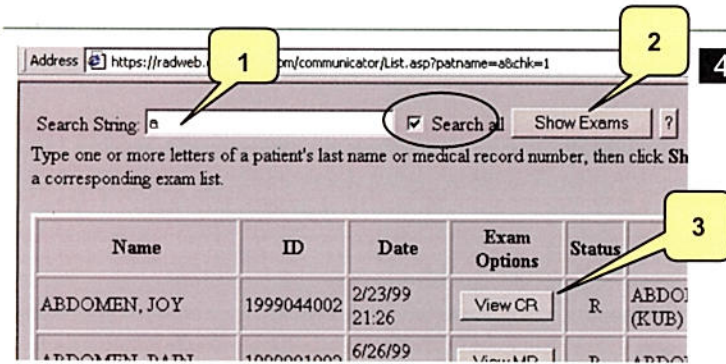 2
4
Address https://radweb. 1 om/communicator/List.asp?patname=a&chk=1
Search String: a Search all Show Exams ?
Type one or more letters of a patient's last name or medical record number, then click Sh
a corresponding exam list.
3
Name ID Date Exam Options Status
ABDOMEN, JOY 1999044002 2/23/99 21:26 View CR R (KUB)
6/26/99